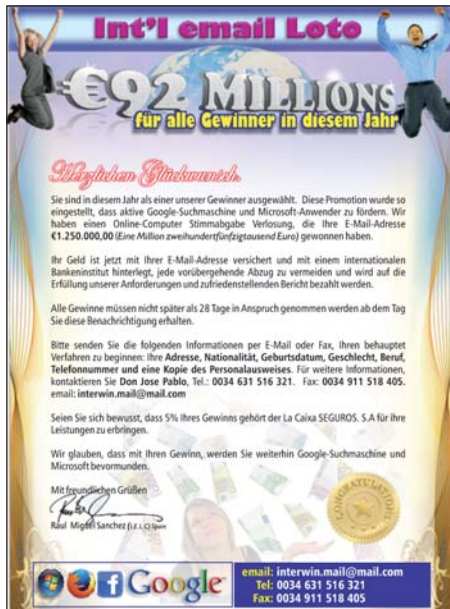 Int'l email Loto
€92 MILLIONS
für alle Gewinner in diesem Jahr
Herzlichen Glückwunsch.
Sie sind in diesem Jahr als einer unserer Gewinner ausgewählt. Diese Promotion wurde so
eingestellt, dass aktive Google-Suchmaschine und Microsoft-Anwender zu fördern. Wir
haben einen Online-Computer Stimmabgabe Verlosung, die Ihre E-Mail-Adresse
€1.250.000,00 (Eine Million zweihundertfünfzigtausend Euro) gewonnen haben.
Ihr Geld ist jetzt mit Ihrer E-Mail-Adresse versichert und mit einem internationalen
Bankeninstitut hinterlegt, jede vorübergehende Abzug zu vermeiden und wird auf die
Erfüllung unserer Anforderungen und zufriedenstellenden Bericht bezahlt werden.
Alle Gewinne müssen nicht später als 28 Tage in Anspruch genommen werden ab dem Tag
Sie diese Benachrichtigung erhalten.
Bitte senden Sie die folgenden Informationen per E-Mail oder Fax, Ihren behauptet
Verfahren zu beginnen: Ihre Adresse, Nationalität, Geburtsdatum, Geschlecht, Beruf,
Telefonnummer und eine Kopie des Personalausweises. Für weitere Informationen,
kontaktieren Sie Don Jose Pablo, Tel.: 0034 631 516 321. Fax: 0034 911 518 405.
email: interwin.mail@mail.com
Seien Sie sich bewusst, dass 5% Ihres Gewinns gehört der La Caixa SEGUROS. S.A für ihre
Leistungen zu erbringen.
Wir glauben, dass mit Ihren Gewinn, werden Sie weiterhin Google-Suchmaschine und
Microsoft bevormunden.
Mit freundlichen Grüßen
Raul Miguel Sanchez (I.E.L.C) Spain
CONGRATULATIONS
Google
email: interwin.mail@mail.com
Tel: 0034 631 516 321
Fax: 0034 911 518 405